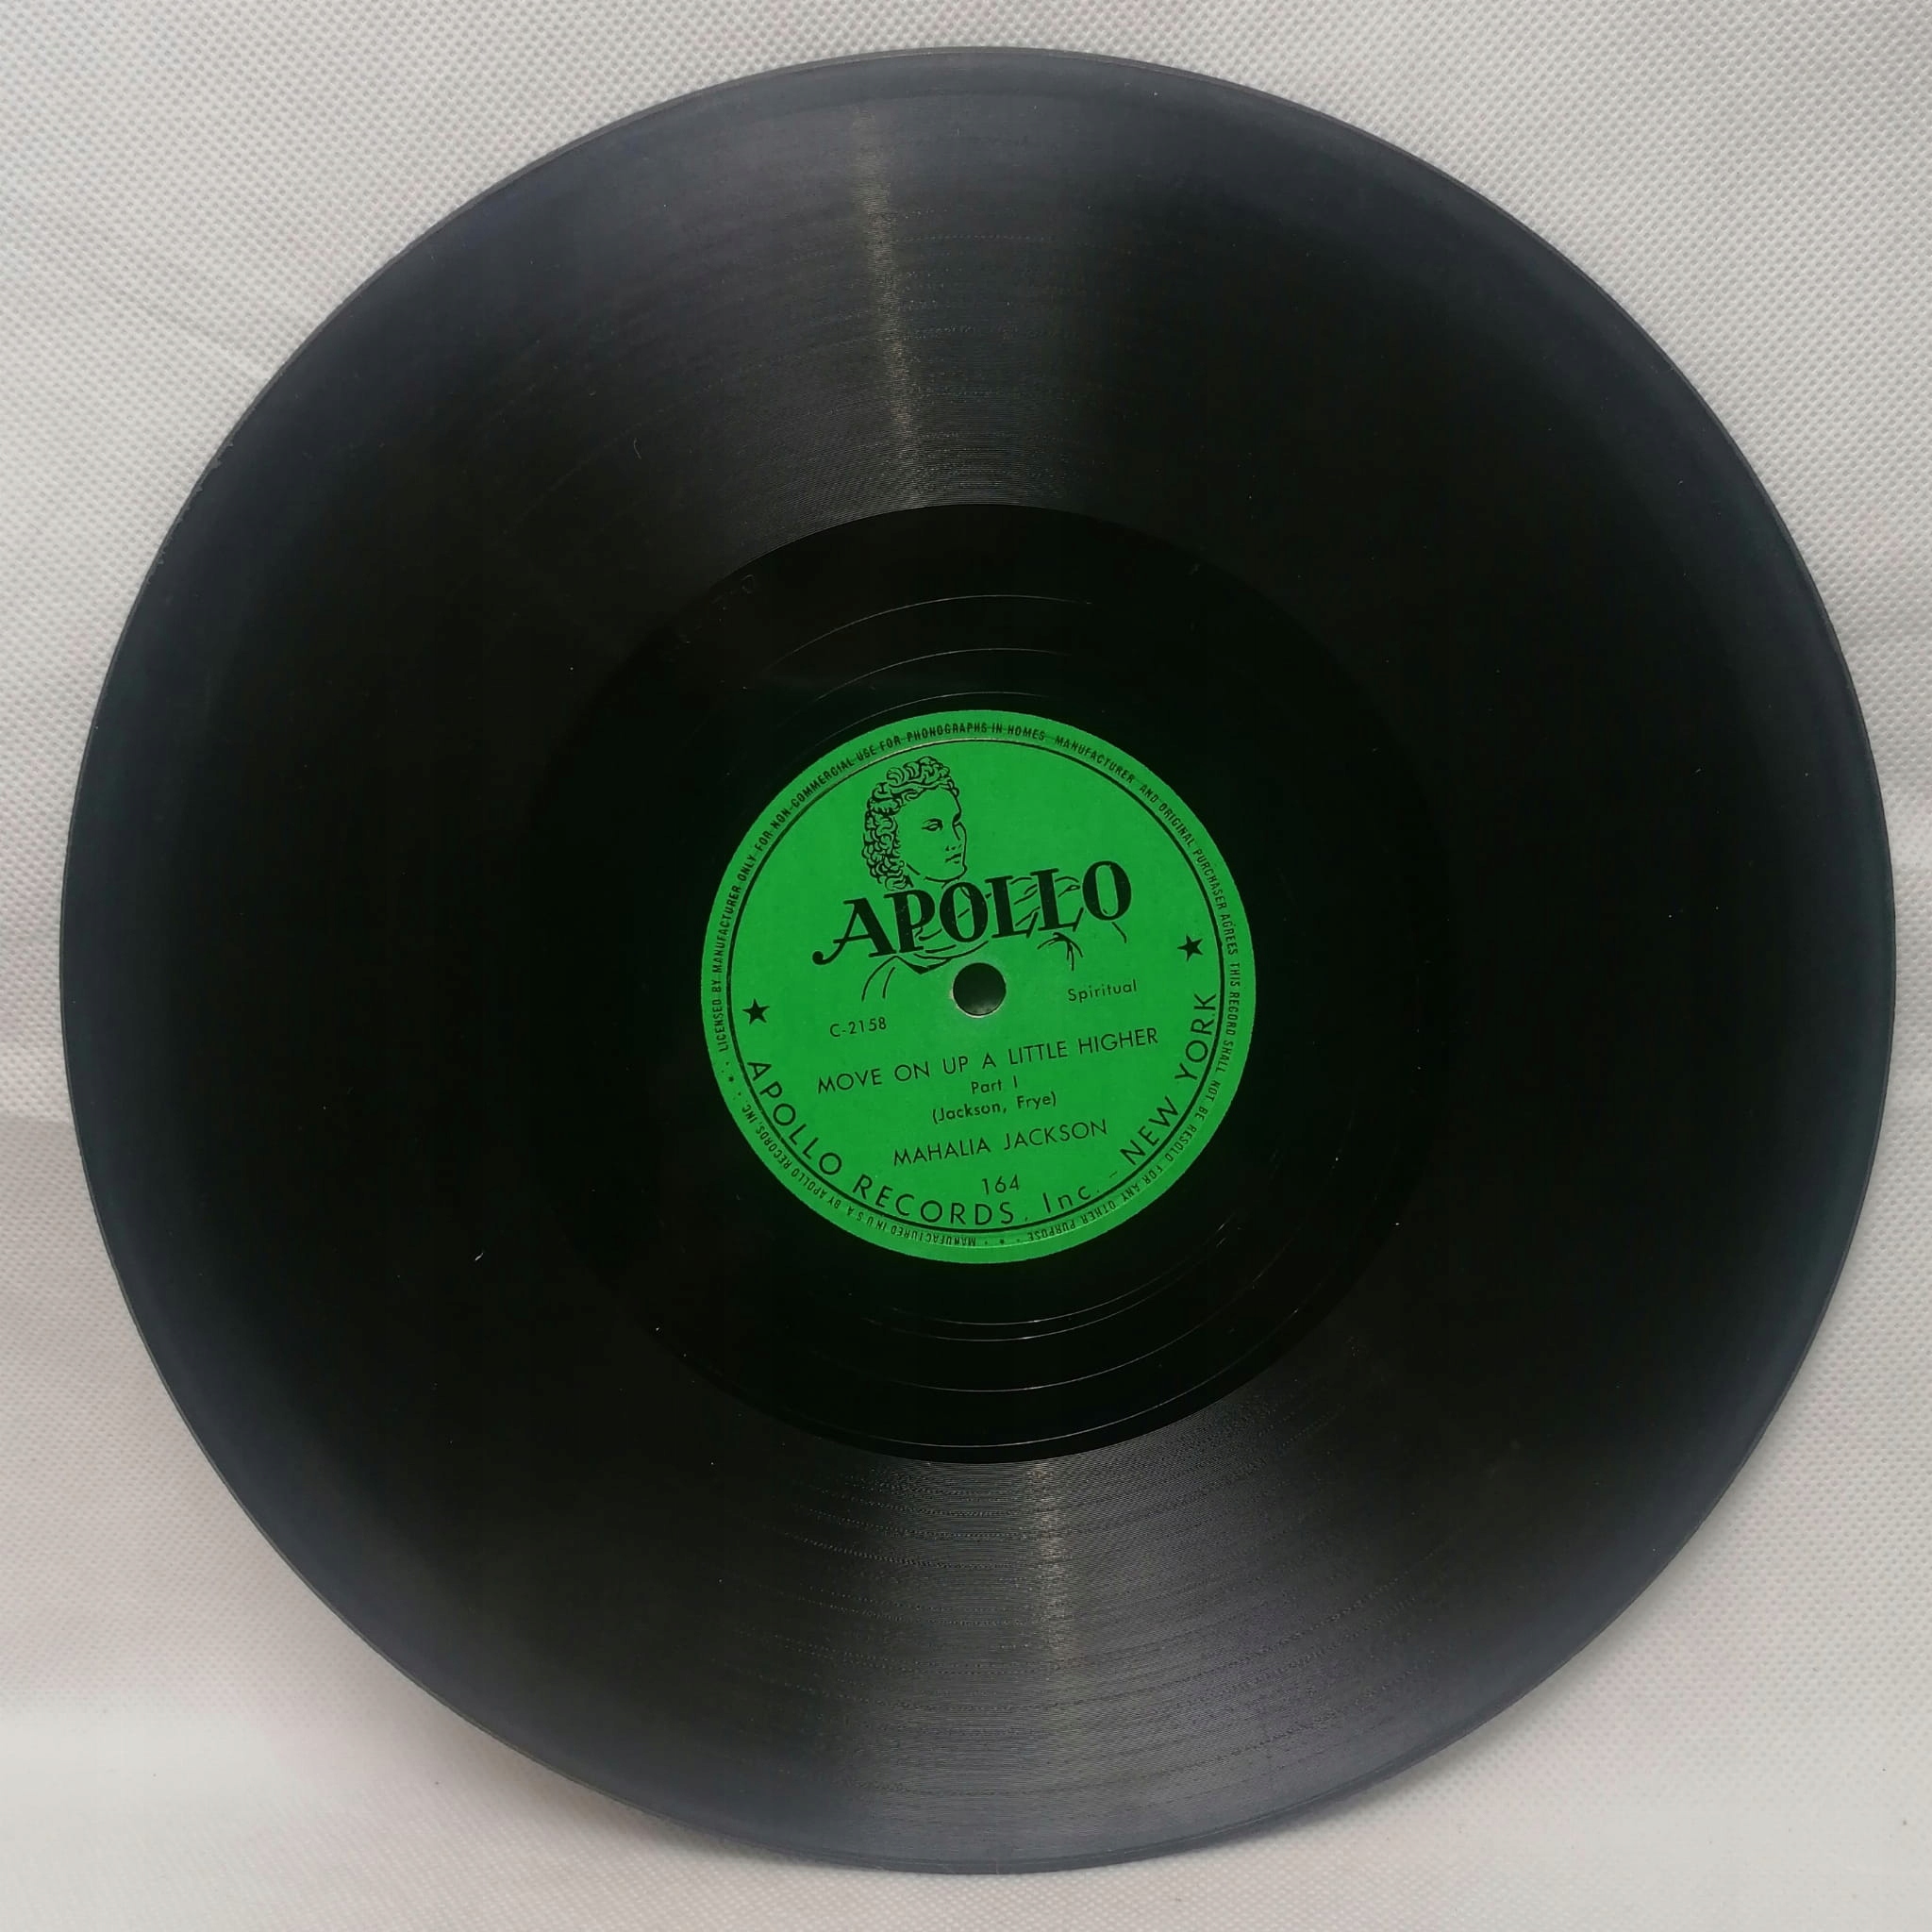 LICENSED BY MANUFACTURER ONLY FOR NON-COMMERCIAL USE FOR PHONOGRAPHS IN HOMES MANUFACTURER AND ORIGINAL PURCHASER AGREES THIS RECORD SHALL NOT BE RESOLD FOR ANY OTHER PURPOSE
APOLLO
Spiritual
C-2158
MOVE ON UP A LITTLE HIGHER
Part I
(Jackson, Frye)
MAHALIA JACKSON
164
APOLLO RECORDS, Inc. – NEW YORK
MANUFACTURED IN U.S.A. BY APOLLO RECORDS, INC.